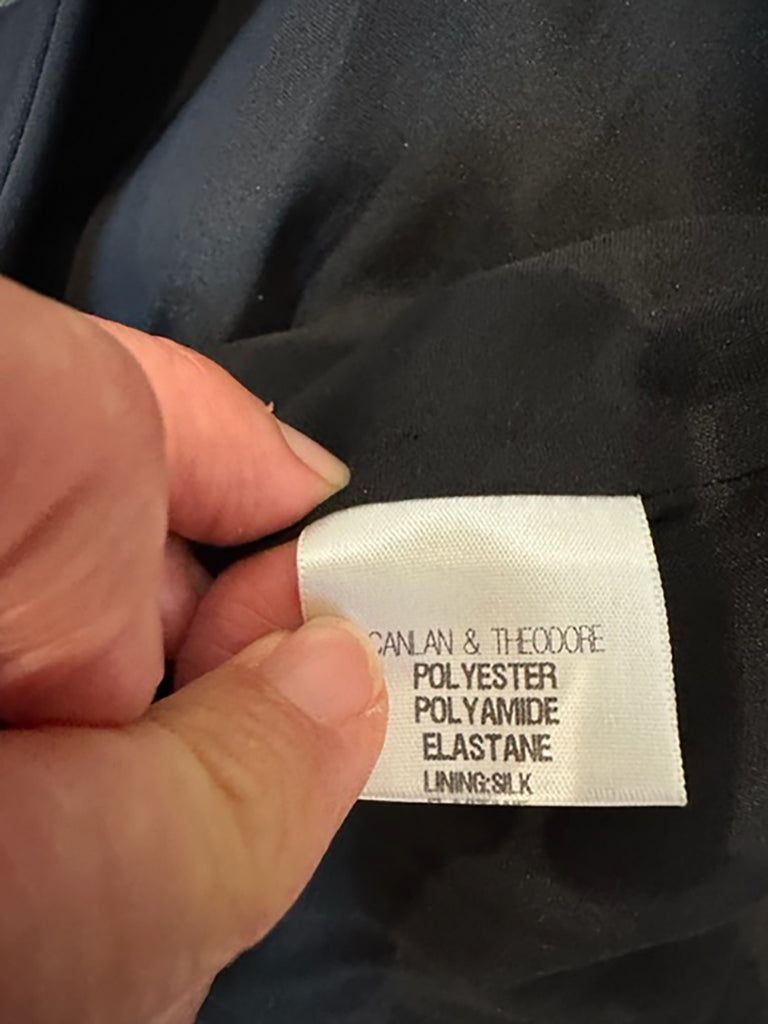 CANLAN & THEODORE
POLYESTER
POLYAMIDE
ELASTANE
LINING:SILK